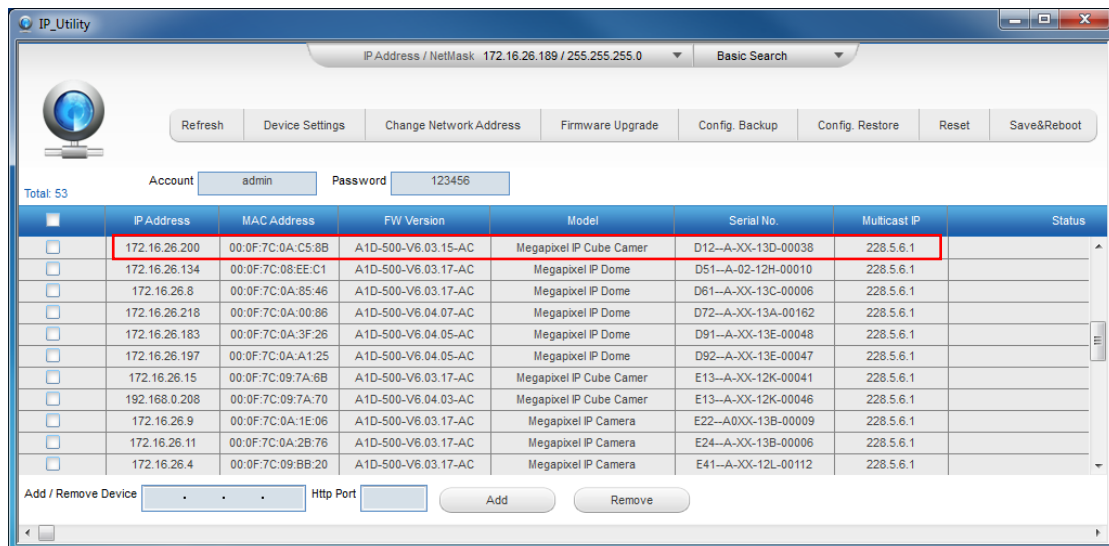 IP_Utility
IP Address / NetMask 172.16.26.189 / 255.255.255.0 Basic Search
Refresh Device Settings Change Network Address Firmware Upgrade Config. Backup Config. Restore Reset Save&Reboot
Account admin Password 123456
Total: 53
IP Address MAC Address FW Version Model Serial No. Multicast IP Status
172.16.26.200 00:0F:7C:0A:C5:8B A1D-500-V6.03.15-AC Megapixel IP Cube Camer D12--A-XX-13D-00038 228.5.6.1
172.16.26.134 00:0F:7C:08:EE:C1 A1D-500-V6.03.17-AC Megapixel IP Dome D51--A-02-12H-00010 228.5.6.1
172.16.26.8 00:0F:7C:0A:85:46 A1D-500-V6.03.17-AC Megapixel IP Dome D61--A-XX-13C-00006 228.5.6.1
172.16.26.218 00:0F:7C:0A:00:86 A1D-500-V6.04.07-AC Megapixel IP Dome D72--A-XX-13A-00162 228.5.6.1
172.16.26.183 00:0F:7C:0A:3F:26 A1D-500-V6.04.05-AC Megapixel IP Dome D91--A-XX-13E-00048 228.5.6.1
172.16.26.197 00:0F:7C:0A:A1:25 A1D-500-V6.04.05-AC Megapixel IP Dome D92--A-XX-13E-00047 228.5.6.1
172.16.26.15 00:0F:7C:09:7A:6B A1D-500-V6.03.17-AC Megapixel IP Cube Camer E13--A-XX-12K-00041 228.5.6.1
192.168.0.208 00:0F:7C:09:7A:70 A1D-500-V6.04.03-AC Megapixel IP Cube Camer E13--A-XX-12K-00046 228.5.6.1
172.16.26.9 00:0F:7C:0A:1E:06 A1D-500-V6.03.17-AC Megapixel IP Camera E22--A0XX-13B-00009 228.5.6.1
172.16.26.11 00:0F:7C:0A:2B:76 A1D-500-V6.03.17-AC Megapixel IP Camera E24--A-XX-13B-00006 228.5.6.1
172.16.26.4 00:0F:7C:09:BB:20 A1D-500-V6.03.17-AC Megapixel IP Camera E41--A-XX-12L-00112 228.5.6.1
Add / Remove Device . . . Http Port Add Remove